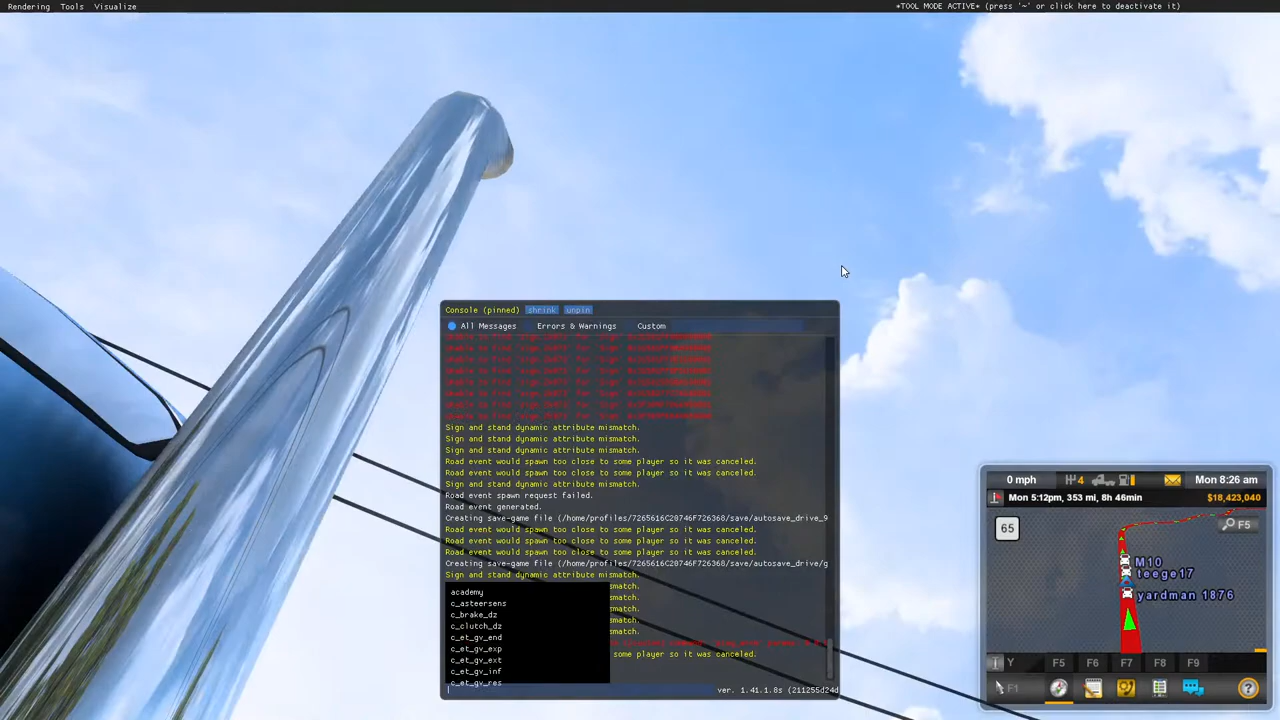 Rendering Tools Visualize
*TOOL MODE ACTIVE* (press '~' or click here to deactivate it)
Console (pinned) shrink unpin
All Messages Errors & Warnings Custom
Sign and stand dynamic attribute mismatch.
Sign and stand dynamic attribute mismatch.
Sign and stand dynamic attribute mismatch.
Road event would spawn too close to some player so it was canceled.
Road event would spawn too close to some player so it was canceled.
Sign and stand dynamic attribute mismatch.
Road event spawn request failed.
Road event generated.
Creating save-game file (/home/profiles/7265616C20746F726368/save/autosave_drive_9
Road event would spawn too close to some player so it was canceled.
Road event would spawn too close to some player so it was canceled.
Road event would spawn too close to some player so it was canceled.
Creating save-game file (/home/profiles/7265616C20746F726368/save/autosave_drive/g
Sign and stand dynamic attribute mismatch.
smatch.
academy
smatch.
c_asteersens
smatch.
c_brake_dz
smatch.
c_clutch_dz
smatch.
c_et_gv_end
c_et_gv_exp
some player so it was canceled.
c_et_gv_ext
c_et_gv_inf
c_et_gv_res
ver. 1.41.1.8s (211255d24d
0 mph 4 Mon 8:26 am
Mon 5:12pm, 353 mi, 8h 46min $18,423,040
65 F5
M10
teege17
yardman 1876
i Y F5 F6 F7 F8 F9
F1 ?